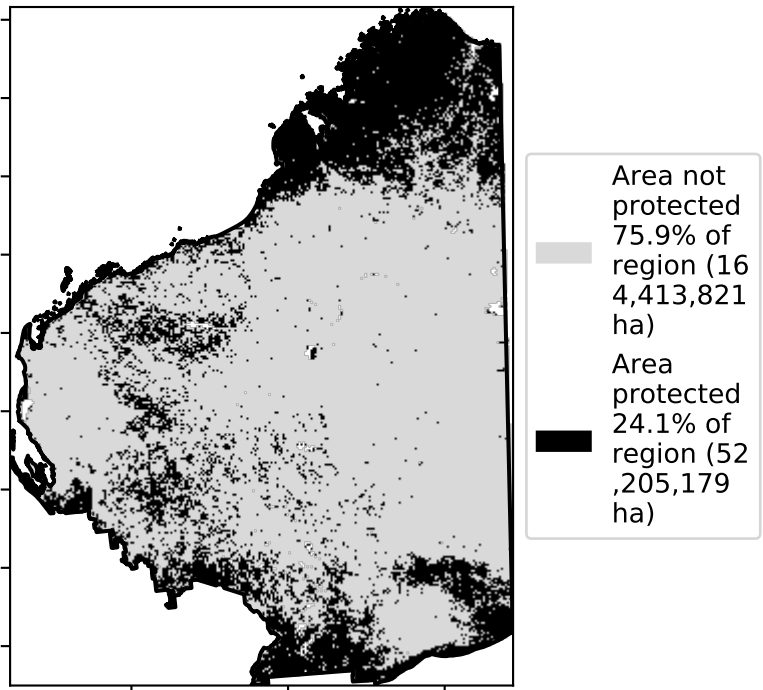 Area not
protected
75.9% of
region (16
4,413,821
ha)
Area
protected
24.1% of
region (52
,205,179
ha)